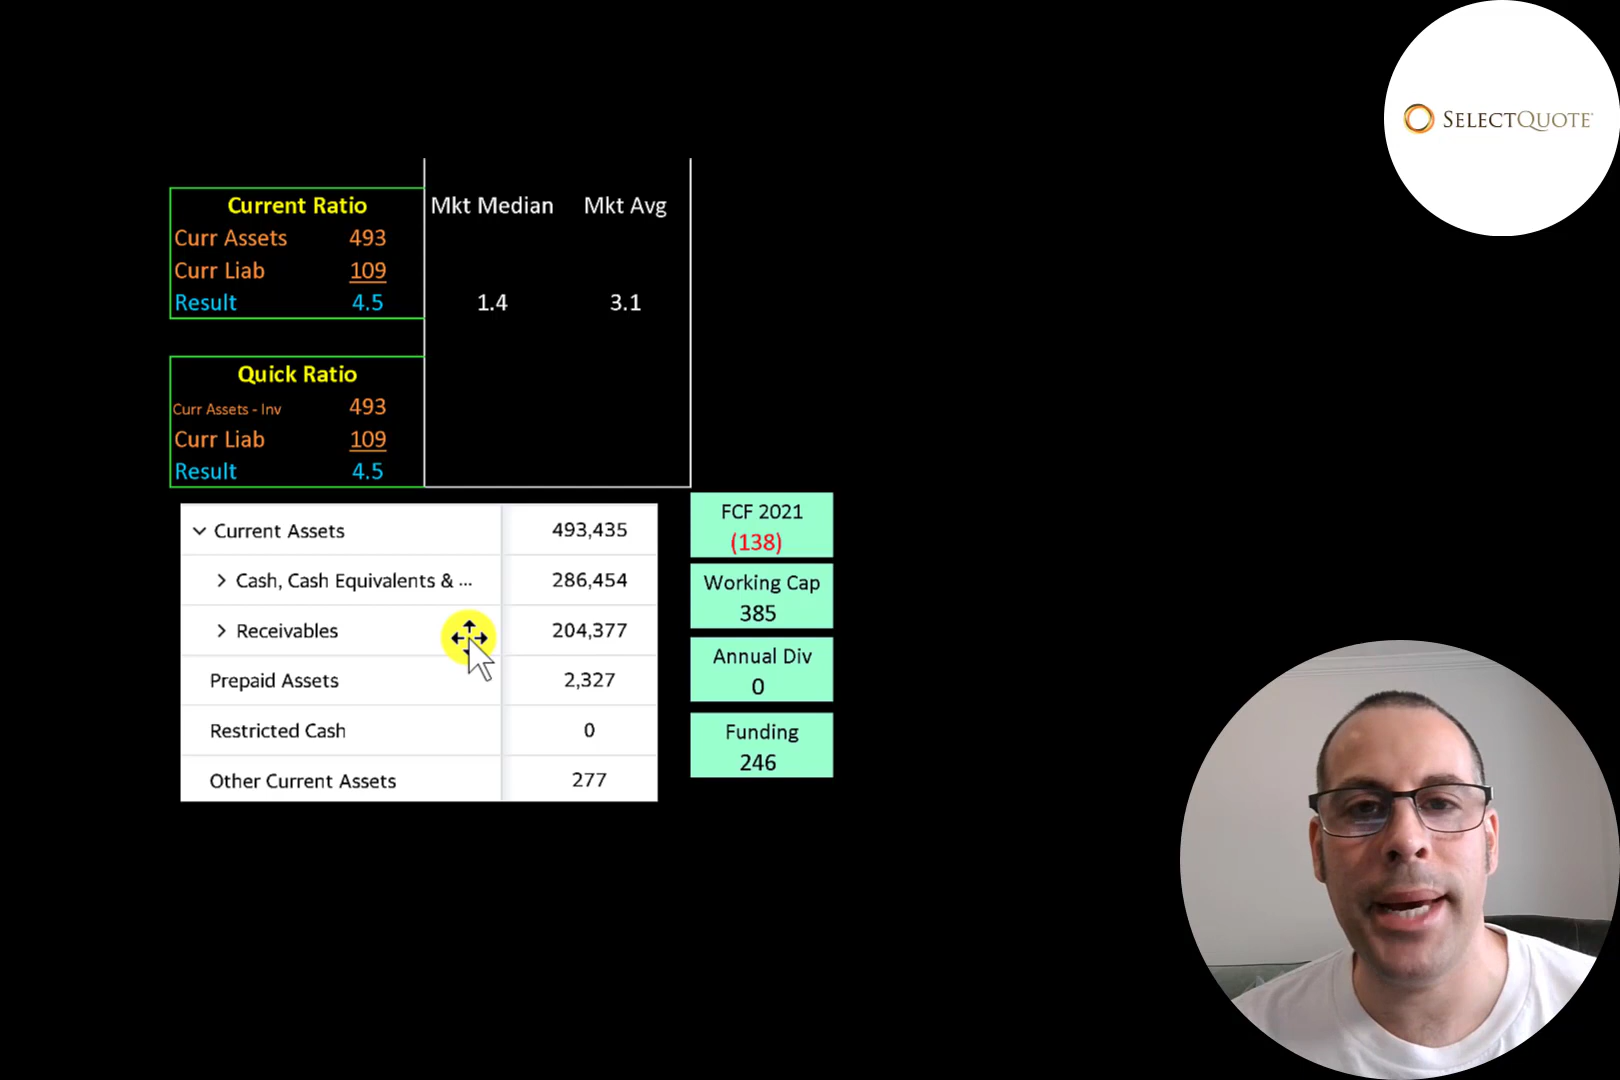 SELECTQUOTE
Current Ratio Mkt Median Mkt Avg
Curr Assets 493
Curr Liab 109
Result 4.5 1.4 3.1
Quick Ratio
Curr Assets - Inv 493
Curr Liab 109
Result 4.5
Current Assets 493,435
Cash, Cash Equivalents & ... 286,454
Receivables 204,377
Prepaid Assets 2,327
Restricted Cash 0
Other Current Assets 277
FCF 2021
(138)
Working Cap
385
Annual Div
0
Funding
246